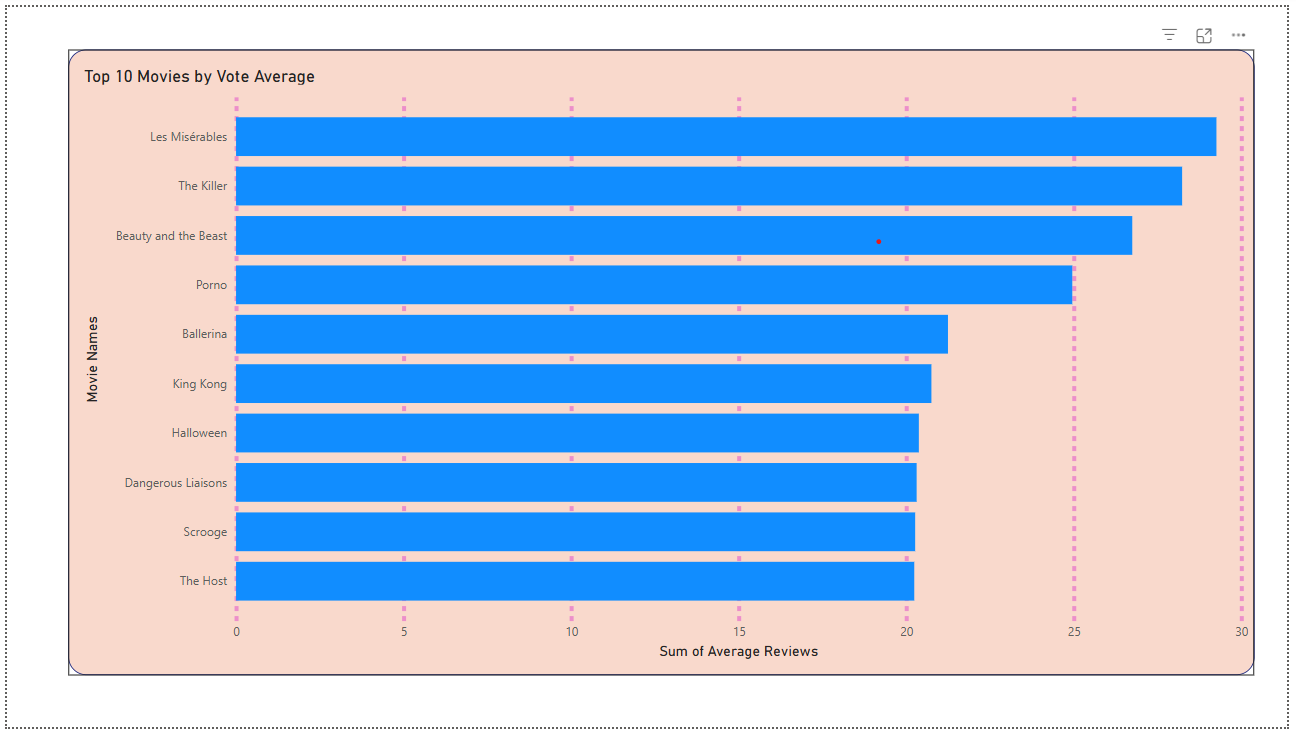 Top 10 Movies by Vote Average
Movie Names
Les Misérables
The Killer
Beauty and the Beast
Porno
Ballerina
King Kong
Halloween
Dangerous Liaisons
Scrooge
The Host
0 5 10 15 20 25 30
Sum of Average Reviews